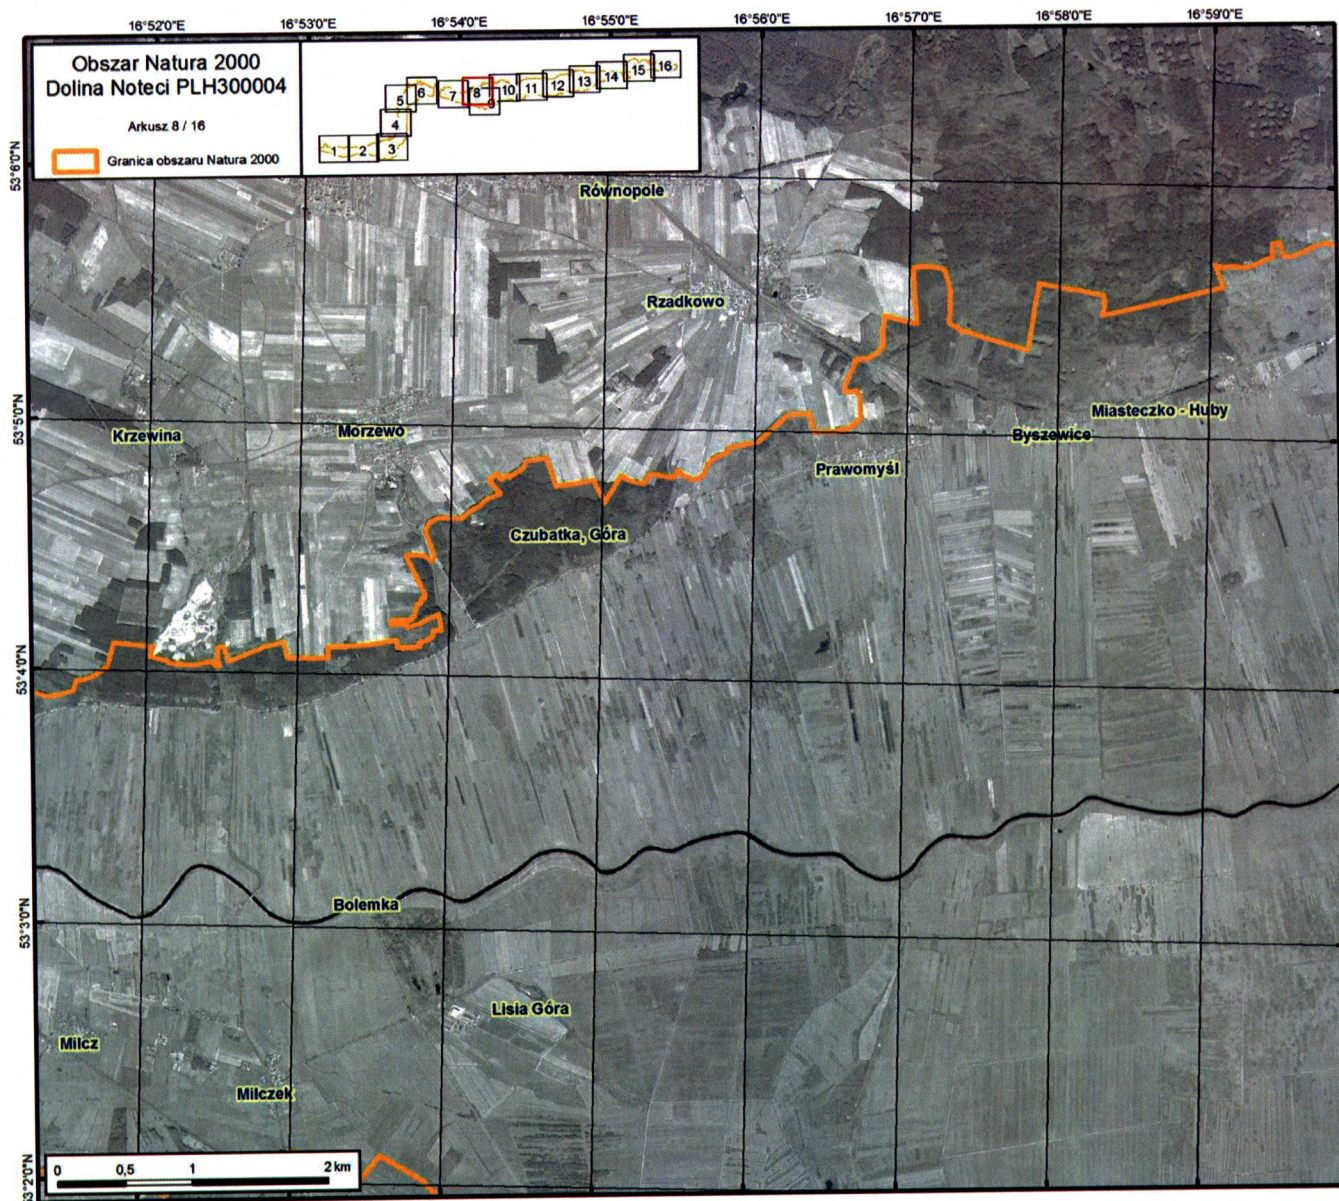 16°52'0"E 16°53'0"E 16°54'0"E 16°55'0"E 16°56'0"E 16°57'0"E 16°58'0"E 16°59'0"E
Obszar Natura 2000
Dolina Noteci PLH300004
Arkusz 8 / 16
Granica obszaru Natura 2000
1 2 3 4 5 6 7 8 9 10 11 12 13 14 15 16
53°6'0"N
Równopole
Rzadkowo
53°5'0"N
Krzewina
Morzewo
Miasteczko - Huby
Byszewice
Prawomyśl
Czubatka, Góra
53°4'0"N
Bolemka
53°3'0"N
Lisia Góra
Milcz
Milczek
53°2'0"N
0 0,5 1 2 km